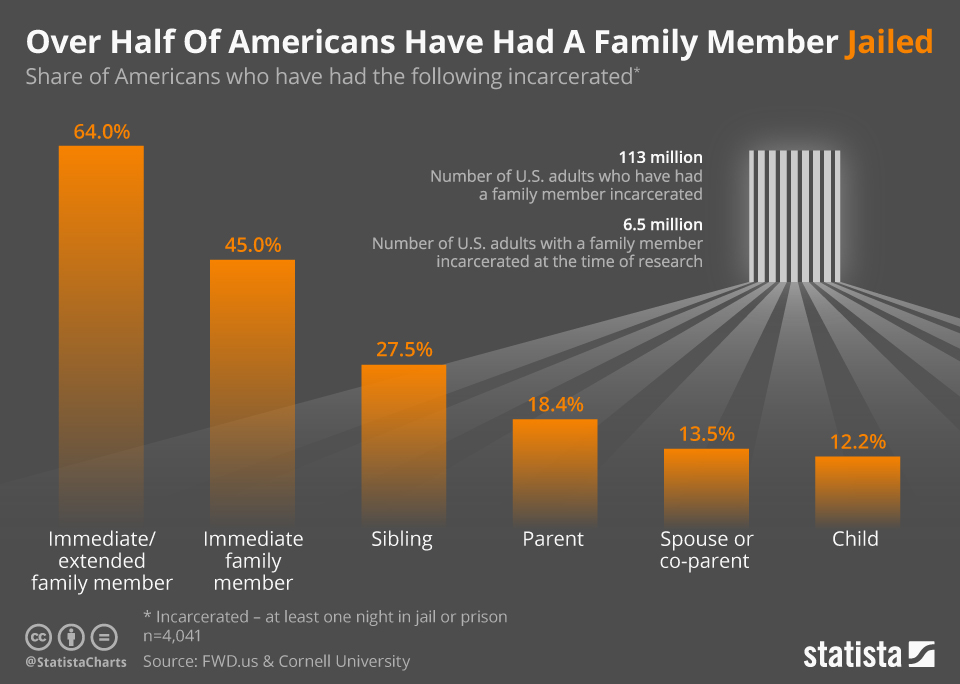 Over Half Of Americans Have Had A Family Member Jailed
Share of Americans who have had the following incarcerated*
64.0%
45.0%
27.5%
18.4%
13.5%
12.2%
113 million
Number of U.S. adults who have had
a family member incarcerated
6.5 million
Number of U.S. adults with a family member
incarcerated at the time of research
Immediate/
extended
family member
Immediate
family
member
Sibling
Parent
Spouse or
co-parent
Child
* Incarcerated – at least one night in jail or prison
n=4,041
cc
@StatistaCharts
Source: FWD.us & Cornell University
statista